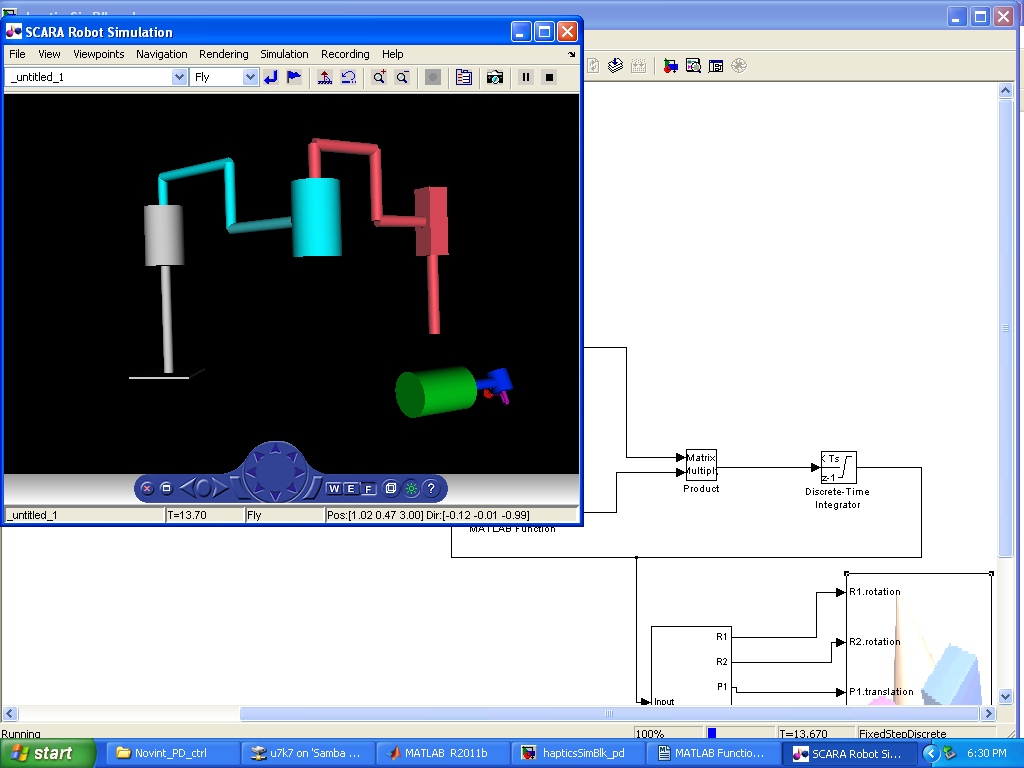 SCARA Robot Simulation
File View Viewpoints Navigation Rendering Simulation Recording Help
_untitled_1 Fly
W E F ?
_untitled_1 T=13.70 Fly Pos:[1.02 0.47 3.00] Dir:[-0.12 -0.01 -0.99]
Matrix
Multiply
Product
K Ts
z-1
Discrete-Time
Integrator
MATLAB Function
R1.rotation
R2.rotation
P1.translation
R1
R2
P1
Input
Running 100% T=13.670 FixedStepDiscrete
start Novint_PD_ctrl u7k7 on 'Samba ... MATLAB R2011b hapticsSimBlk_pd MATLAB Functio... SCARA Robot Si... 6:30 PM